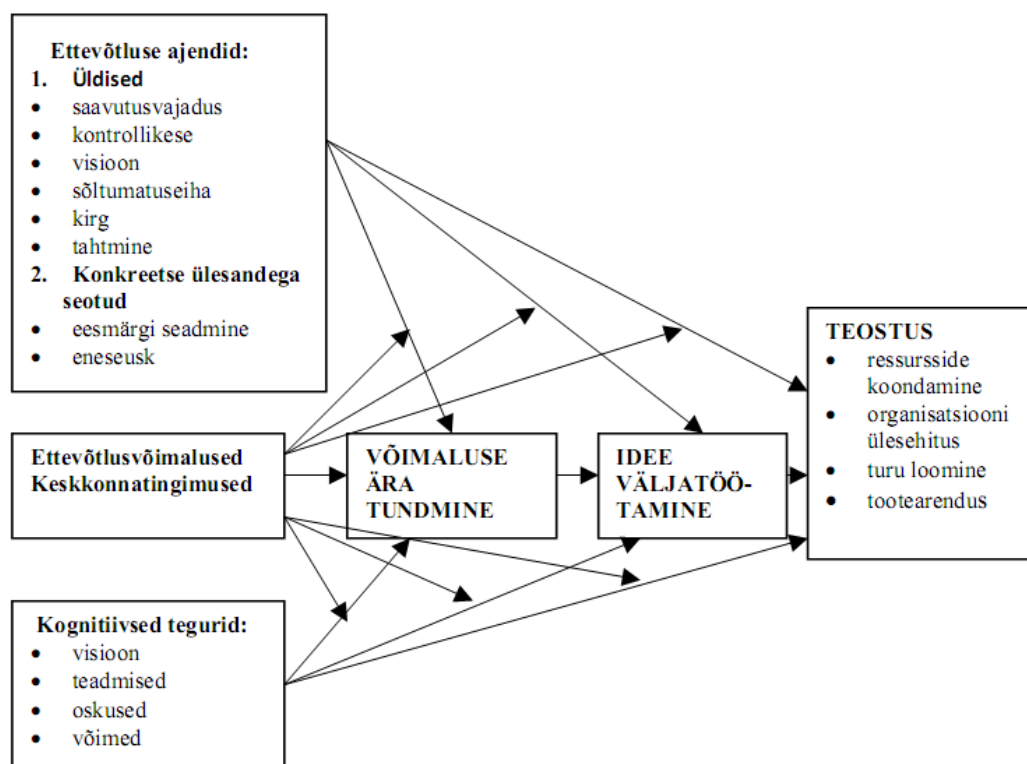 Ettevõtluse ajendid:
1. Üldised
• saavutusvajadus
• kontrollikese
• visioon
• sõltumatuseiha
• kirg
• tahtmine
2. Konkreetse ülesandega
seotud
• eesmärgi seadmine
• eneseusk
Ettevõtlusvõimalused
Keskkonnatingimused
VÕIMALUSE
ÄRA
TUNDMINE
IDEE
VÄLJATÖÖ-
TAMINE
TEOSTUS
• ressursside
koondamine
• organisatsiooni
ülesehitus
• turu loomine
• tootearendus
Kognitiivsed tegurid:
• visioon
• teadmised
• oskused
• võimed